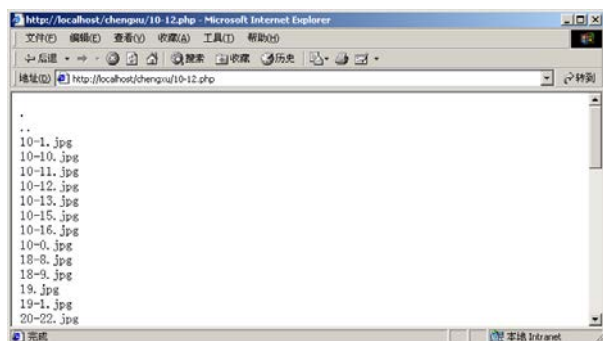 http://localhost/chengxu/10-12.php - Microsoft Internet Explorer
文件(F) 编辑(E) 查看(V) 收藏(A) 工具(T) 帮助(H)
后退 搜索 收藏 历史
地址(D) http://localhost/chengxu/10-12.php 转到
.
..
10-1.jpg
10-10.jpg
10-11.jpg
10-12.jpg
10-13.jpg
10-15.jpg
10-16.jpg
10-0.jpg
18-8.jpg
18-9.jpg
19.jpg
19-1.jpg
20-22.jpg
完成 本地 Intranet